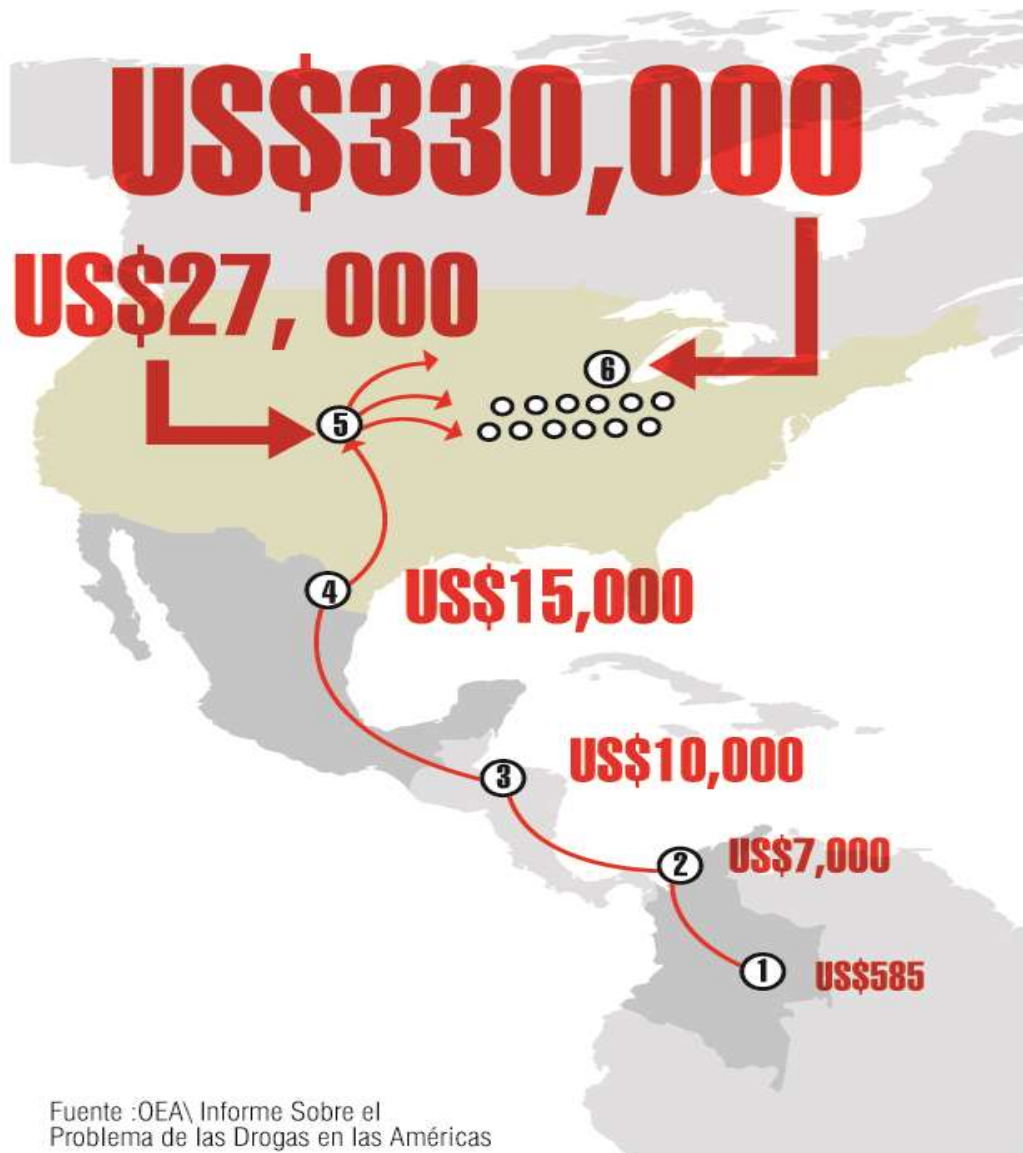 US$330,000
US$27, 000
6
5
4
US$15,000
3
US$10,000
2
US$7,000
1
US$585
Fuente :OEA\ Informe Sobre el
Problema de las Drogas en las Américas